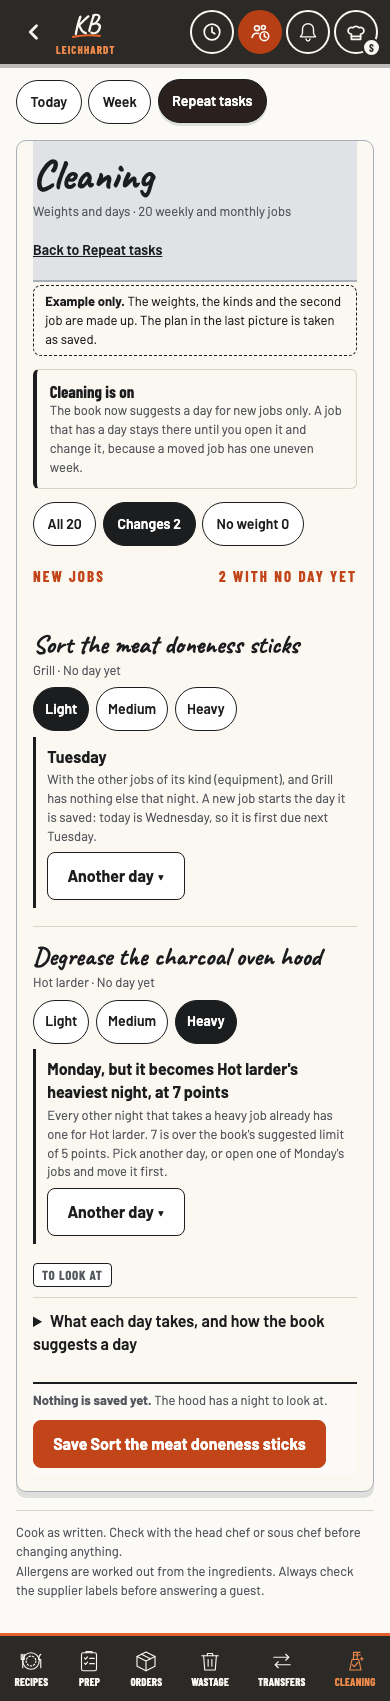 KB
LEICHHARDT
S
Today
Week
Repeat tasks
Cleaning
Weights and days · 20 weekly and monthly jobs
Back to Repeat tasks
Example only. The weights, the kinds and the second
job are made up. The plan in the last picture is taken
as saved.
Cleaning is on
The book now suggests a day for new jobs only. A job
that has a day stays there until you open it and
change it, because a moved job has one uneven
week.
All 20
Changes 2
No weight 0
NEW JOBS
2 WITH NO DAY YET
Sort the meat doneness sticks
Grill · No day yet
Light
Medium
Heavy
Tuesday
With the other jobs of its kind (equipment), and Grill
has nothing else that night. A new job starts the day it
is saved: today is Wednesday, so it is first due next
Tuesday.
Another day ▾
Degrease the charcoal oven hood
Hot larder · No day yet
Light
Medium
Heavy
Monday, but it becomes Hot larder's
heaviest night, at 7 points
Every other night that takes a heavy job already has
one for Hot larder. 7 is over the book's suggested limit
of 5 points. Pick another day, or open one of Monday's
jobs and move it first.
Another day ▾
TO LOOK AT
▶ What each day takes, and how the book
suggests a day
Nothing is saved yet. The hood has a night to look at.
Save Sort the meat doneness sticks
Cook as written. Check with the head chef or sous chef before
changing anything.
Allergens are worked out from the ingredients. Always check
the supplier labels before answering a guest.
RECIPES
PREP
ORDERS
WASTAGE
TRANSFERS
CLEANING